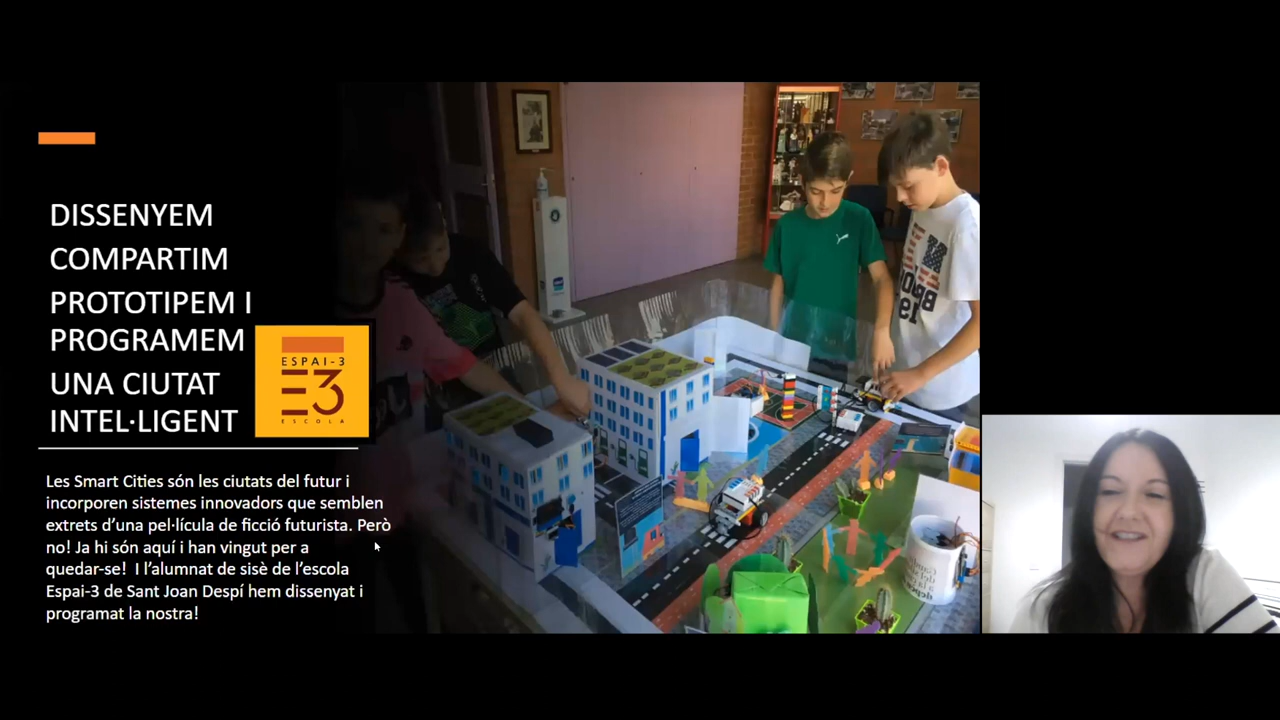 DISSENYEM
COMPARTIM
PROTOTIPEM I
PROGRAMEM
UNA CIUTAT
INTEL·LIGENT
ESPAI-3
E3
ESCOLA
Les Smart Cities són les ciutats del futur i
incorporen sistemes innovadors que semblen
extrets d’una pel·lícula de ficció futurista. Però
no! Ja hi són aquí i han vingut per a
quedar-se! I l’alumnat de sisè de l’escola
Espai-3 de Sant Joan Despí hem dissenyat i
programat la nostra!